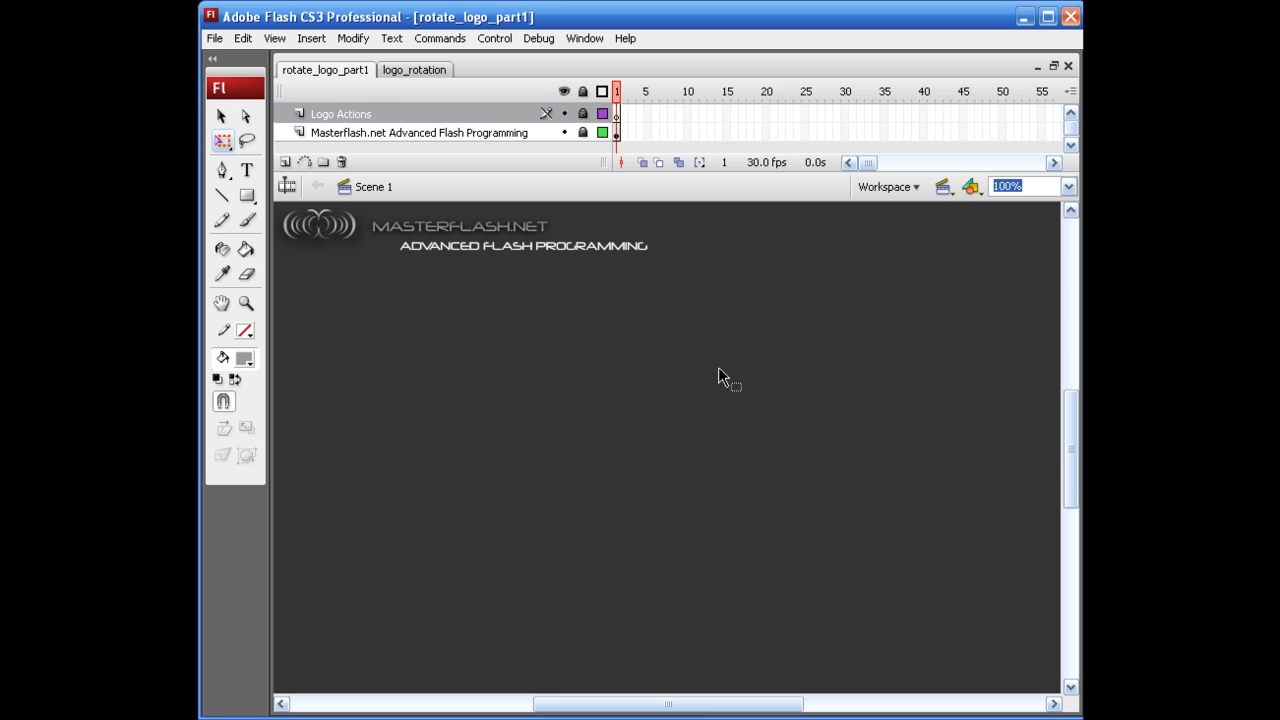 Adobe Flash CS3 Professional - [rotate_logo_part1]
File Edit View Insert Modify Text Commands Control Debug Window Help
rotate_logo_part1 logo_rotation
Fl
1 5 10 15 20 25 30 35 40 45 50 55
Logo Actions
Masterflash.net Advanced Flash Programming
1 30.0 fps 0.0s
Scene 1 Workspace 100%
MASTERFLASH.NET
ADVANCED FLASH PROGRAMMING